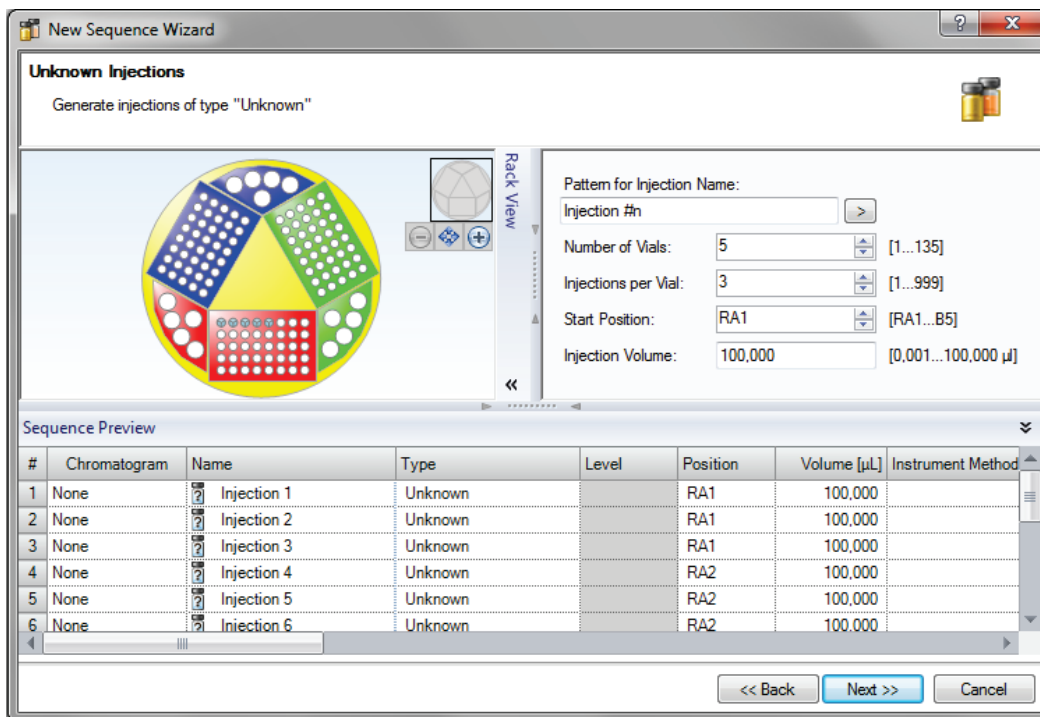 New Sequence Wizard
Unknown Injections
Generate injections of type "Unknown"
Rack View
Pattern for Injection Name:
Injection #n >
Number of Vials: 5 [1...135]
Injections per Vial: 3 [1...999]
Start Position: RA1 [RA1...B5]
Injection Volume: 100,000 [0,001...100,000 µl]
Sequence Preview
# Chromatogram Name Type Level Position Volume [µL] Instrument Method
1 None Injection 1 Unknown RA1 100,000
2 None Injection 2 Unknown RA1 100,000
3 None Injection 3 Unknown RA1 100,000
4 None Injection 4 Unknown RA2 100,000
5 None Injection 5 Unknown RA2 100,000
6 None Injection 6 Unknown RA2 100,000
<< Back Next >> Cancel